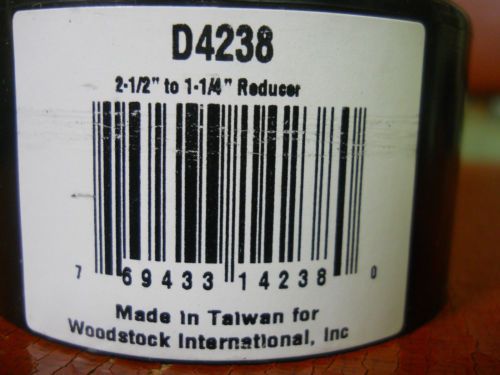 D4238
2-1/2" to 1-1/4" Reducer
7 69433 14238 0
Made in Taiwan for
Woodstock International, Inc